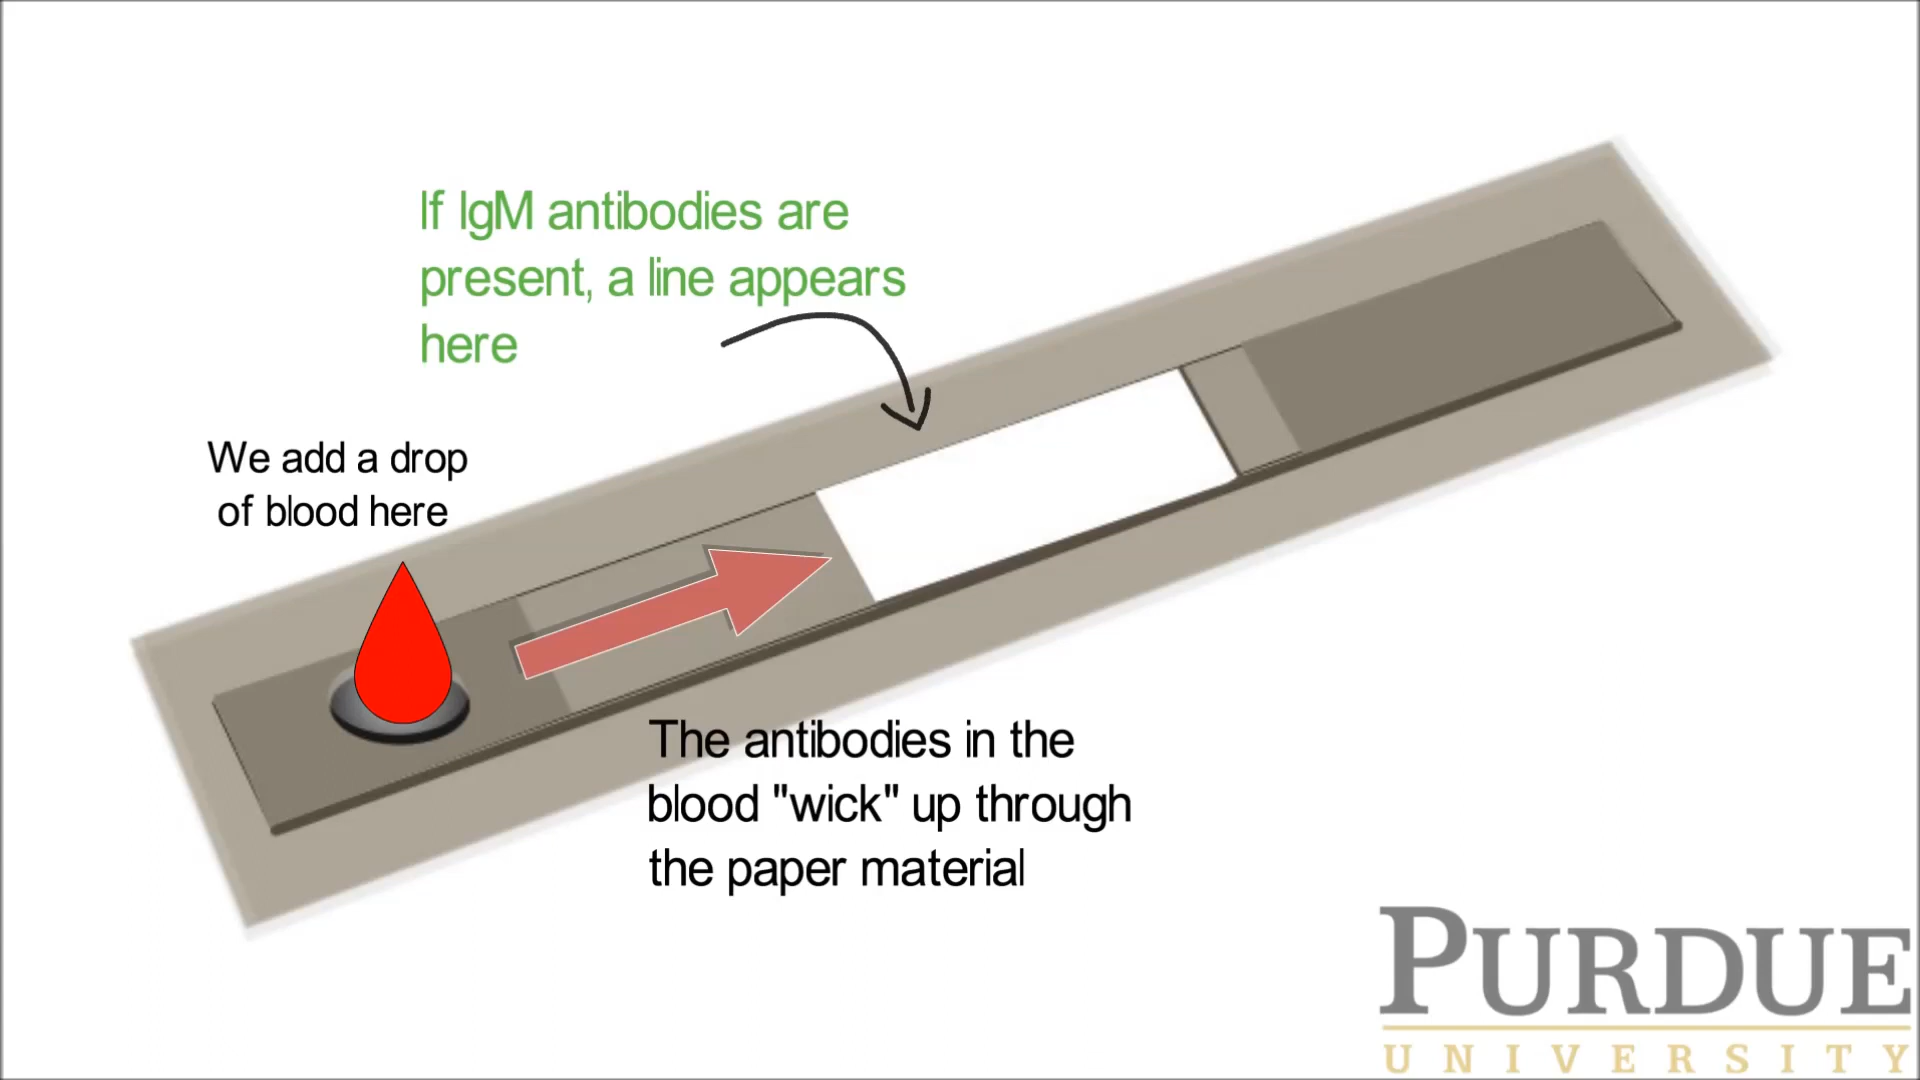 If IgM antibodies are
present, a line appears
here
We add a drop
of blood here
The antibodies in the
blood "wick" up through
the paper material
PURDUE
UNIVERSITY